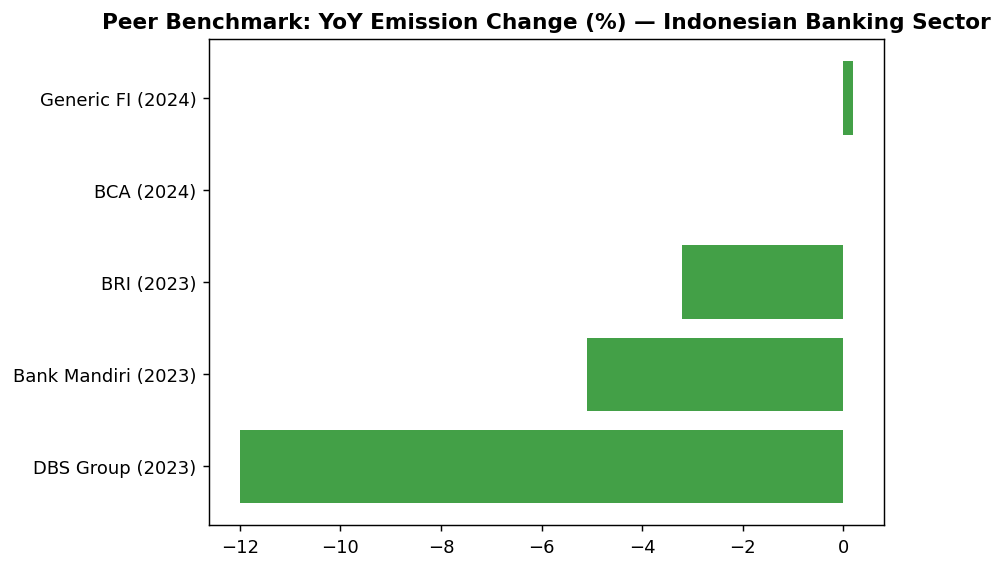 Peer Benchmark: YoY Emission Change (%) — Indonesian Banking Sector
Generic FI (2024)
BCA (2024)
BRI (2023)
Bank Mandiri (2023)
DBS Group (2023)
−12 −10 −8 −6 −4 −2 0